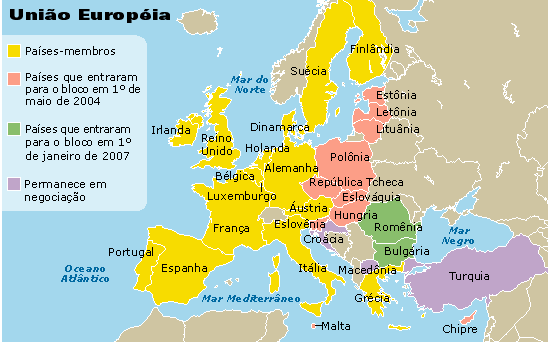 União Européia
Países-membros
Países que entraram
para o bloco em 1º de
maio de 2004
Países que entraram
para o bloco em 1º
de janeiro de 2007
Permanece em
negociação
Finlândia
Suécia
Mar do
Norte
Estônia
Letônia
Lituânia
Irlanda
Dinamarca
Reino
Unido
Holanda
Polônia
Bélgica
Alemanha
República Tcheca
Luxemburgo
Eslováquia
Áustria
Hungria
França
Eslovênia
Romênia
Croácia
Mar
Negro
Portugal
Bulgária
Oceano
Atlântico
Espanha
Itália
Macedônia
Turquia
Mar Mediterrâneo
Grécia
Malta
Chipre